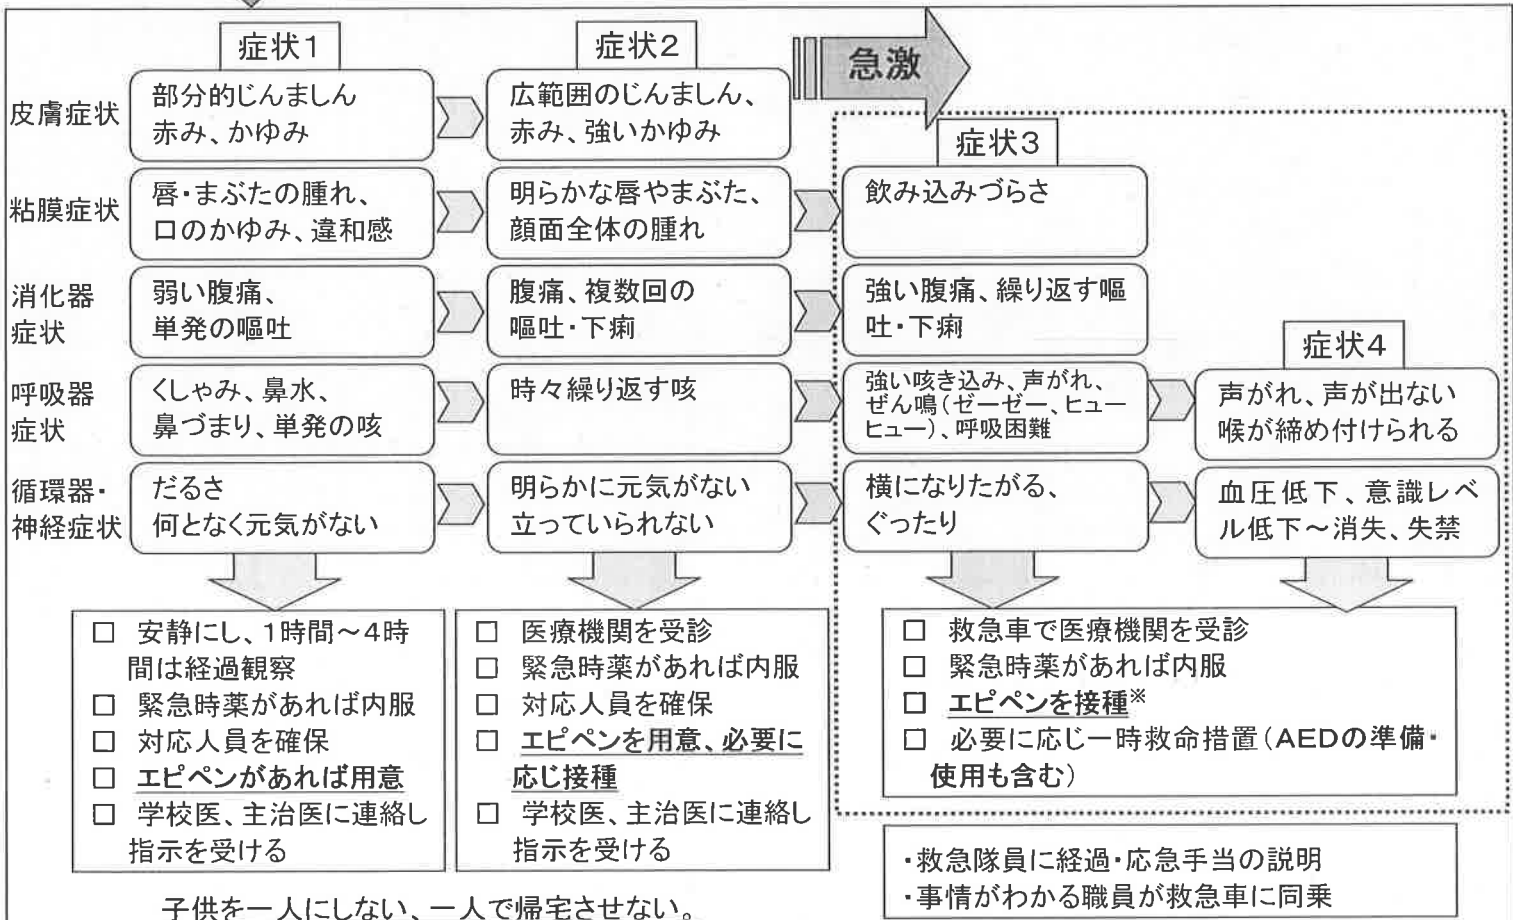 急激
症状1
症状2
症状3
症状4
皮膚症状
部分的じんましん
赤み、かゆみ
広範囲のじんましん、
赤み、強いかゆみ
粘膜症状
唇・まぶたの腫れ、
口のかゆみ、違和感
明らかな唇やまぶた、
顔面全体の腫れ
飲み込みづらさ
消化器
症状
弱い腹痛、
単発の嘔吐
腹痛、複数回の
嘔吐・下痢
強い腹痛、繰り返す嘔
吐・下痢
呼吸器
症状
くしゃみ、鼻水、
鼻づまり、単発の咳
時々繰り返す咳
強い咳き込み、声がれ、
ぜん鳴(ゼーゼー、ヒュー
ヒュー)、呼吸困難
声がれ、声が出ない
喉が締め付けられる
循環器・
神経症状
だるさ
何となく元気がない
明らかに元気がない
立っていられない
横になりたがる、
ぐったり
血圧低下、意識レベ
ル低下～消失、失禁
□ 安静にし、1時間～4時
間は経過観察
□ 緊急時薬があれば内服
□ 対応人員を確保
□ エピペンがあれば用意
□ 学校医、主治医に連絡し
指示を受ける
□ 医療機関を受診
□ 緊急時薬があれば内服
□ 対応人員を確保
□ エピペンを用意、必要に
応じ接種
□ 学校医、主治医に連絡し
指示を受ける
□ 救急車で医療機関を受診
□ 緊急時薬があれば内服
□ エピペンを接種※
□ 必要に応じ一時救命措置(AEDの準備・
使用も含む)
・救急隊員に経過・応急手当の説明
・事情がわかる職員が救急車に同乗
子供を一人にしない、一人で帰宅させない。